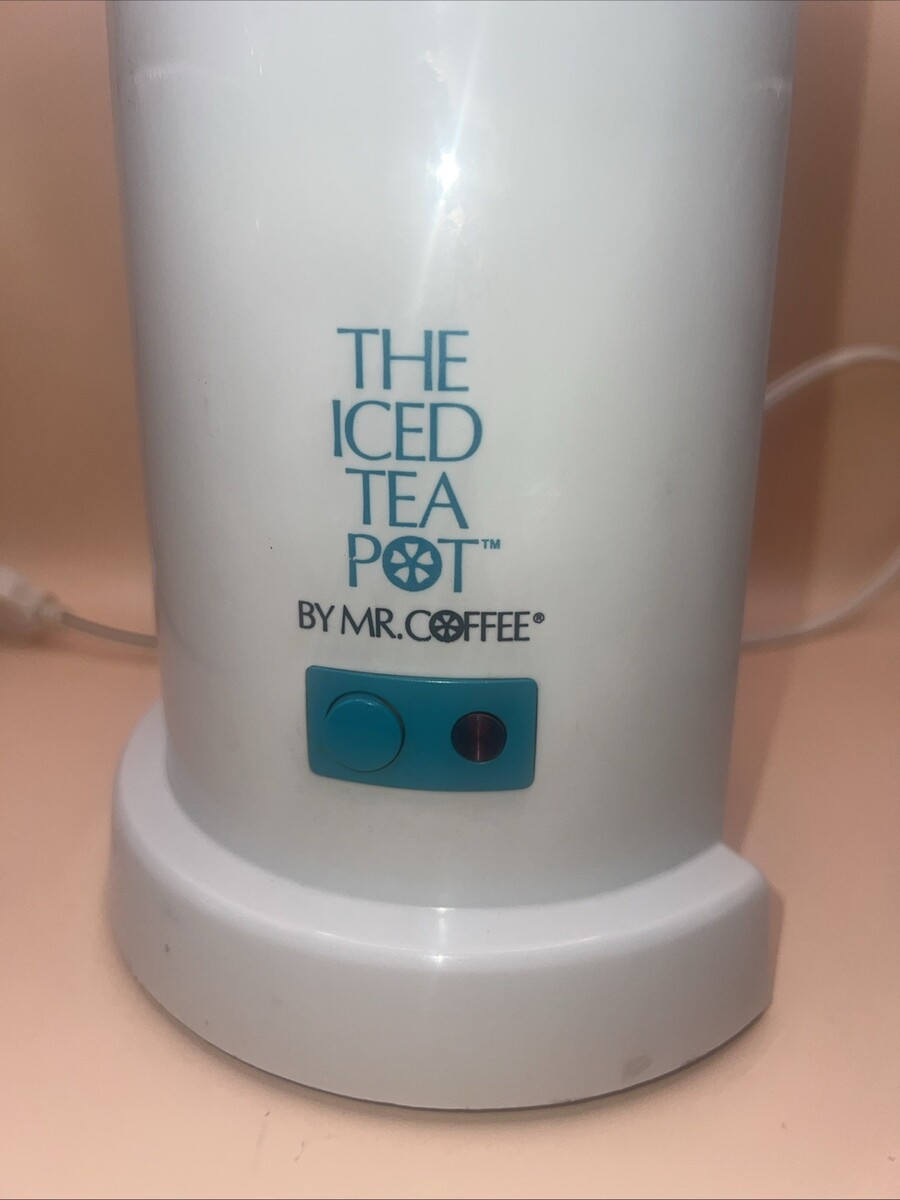 THE
ICED
TEA
POT™
BY MR. COFFEE®